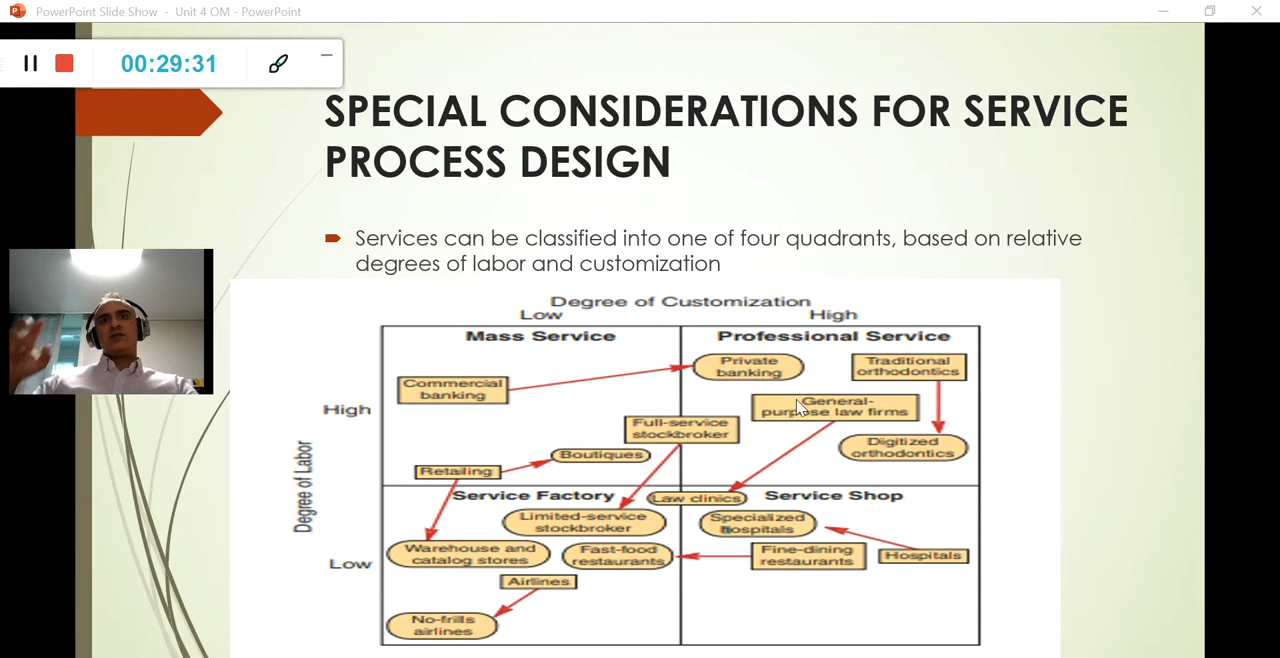 PowerPoint Slide Show - Unit 4 OM - PowerPoint
00:29:31
SPECIAL CONSIDERATIONS FOR SERVICE
PROCESS DESIGN
Services can be classified into one of four quadrants, based on relative
degrees of labor and customization
Degree of Customization
Low
High
Mass Service
Professional Service
Private
banking
Traditional
orthodontics
Commercial
banking
High
General-
purpose law firms
Full-service
stockbroker
Digitized
orthodontics
Boutiques
Retailing
Degree of Labor
Service Factory
Law clinics
Service Shop
Limited-service
stockbroker
Specialized
hospitals
Warehouse and
catalog stores
Fast-food
restaurants
Fine-dining
restaurants
Hospitals
Low
Airlines
No-frills
airlines